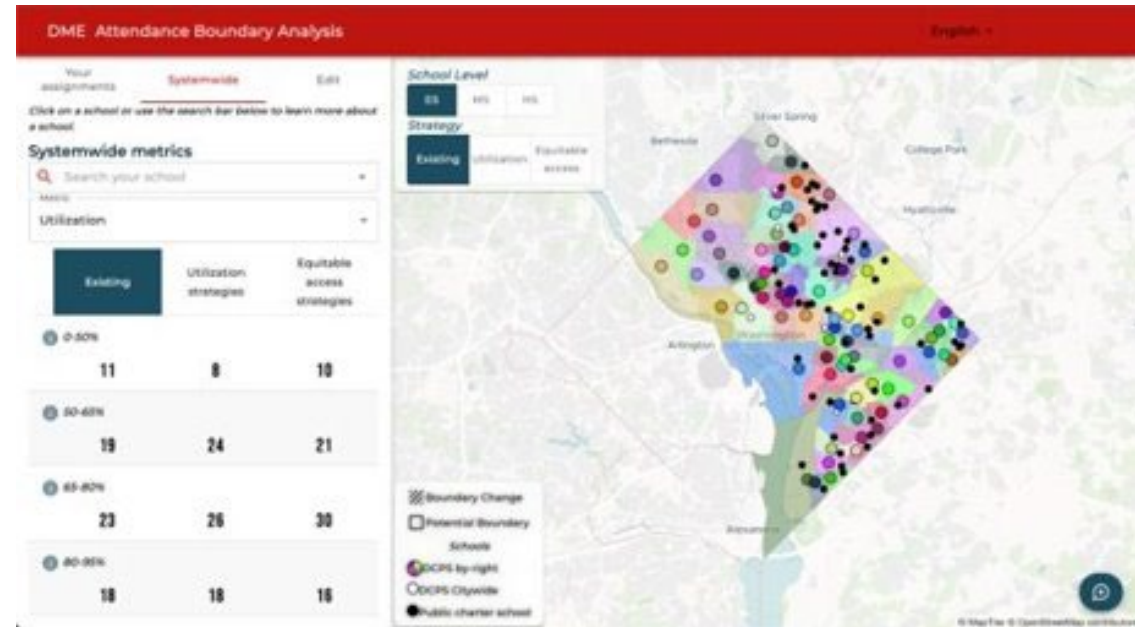 DME Attendance Boundary Analysis
English
Your
assignments
Systemwide
Edit
Click on a school or use the search bar below to learn more about
a school.
Systemwide metrics
Search your school
Metric
Utilization
Existing
Utilization
strategies
Equitable
access
strategies
0-50%
11 8 10
50-65%
19 24 21
65-80%
23 26 30
80-95%
18 18 16
School Level
ES MS HS
Strategy
Existing
Utilization
Equitable
access
Silver Spring
Bethesda
College Park
Hyattsville
Washington
Arlington
Alexandria
Boundary Change
Potential Boundary
Schools
DCPS by-right
DCPS Citywide
Public charter school
© MapTiler © OpenStreetMap contributors